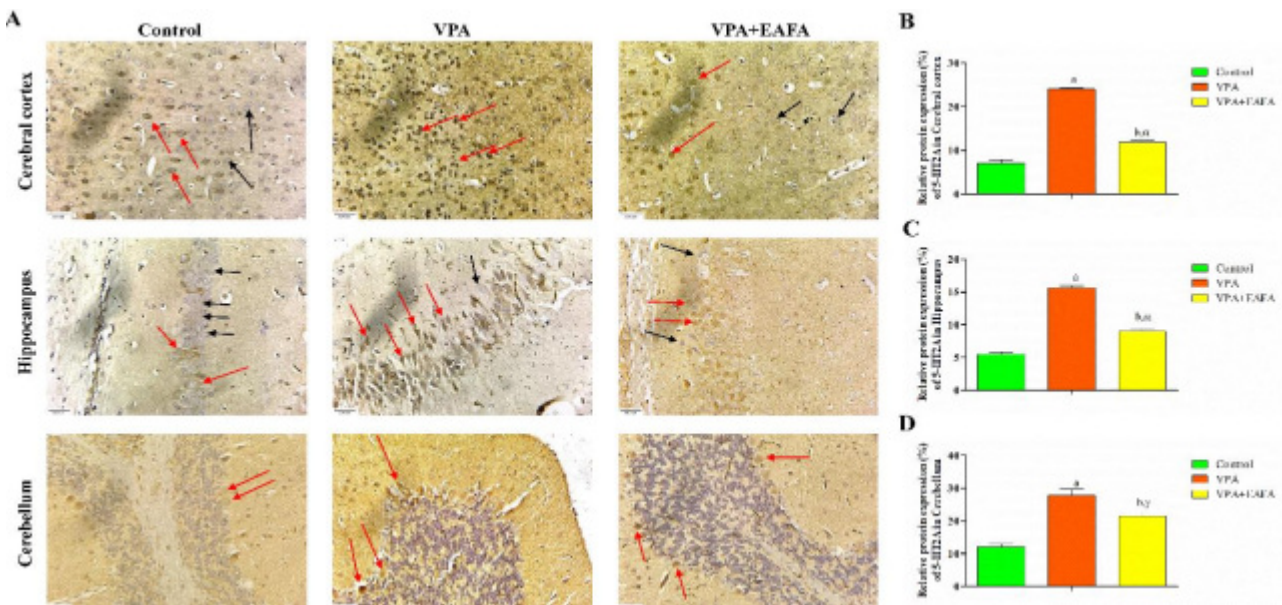 A
Control
VPA
VPA+EAFA
Cerebral cortex
Hippocampus
Cerebellum
B
Relative protein expression (%)
of 5-HT2A in Cerebral cortex
30
20
10
0
a
b,α
Control
VPA
VPA+EAFA
C
Relative protein expression (%)
of 5-HT2A in Hippocampus
20
15
10
5
0
a
b,α
Control
VPA
VPA+EAFA
D
Relative protein expression (%)
of 5-HT2A in Cerebellum
40
30
20
10
0
a
b,γ
Control
VPA
VPA+EAFA